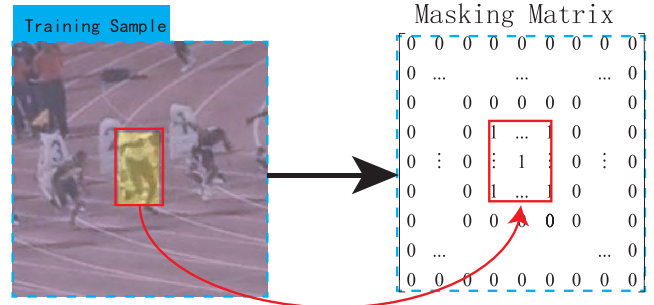 Masking Matrix
Training Sample
3
3
0 0 0 0 0 0 0 0 0
0 ... ... ... 0
0 0 0 0 0 0 0
0 0 1 ... 1 0 0
0 ⋮ 0 ⋮ 1 ⋮ 0 ⋮ 0
0 0 1 ... 1 0 0
0 0 0 0 0 0 0
0 ... ... 0
0 0 0 0 0 0 0 0 0